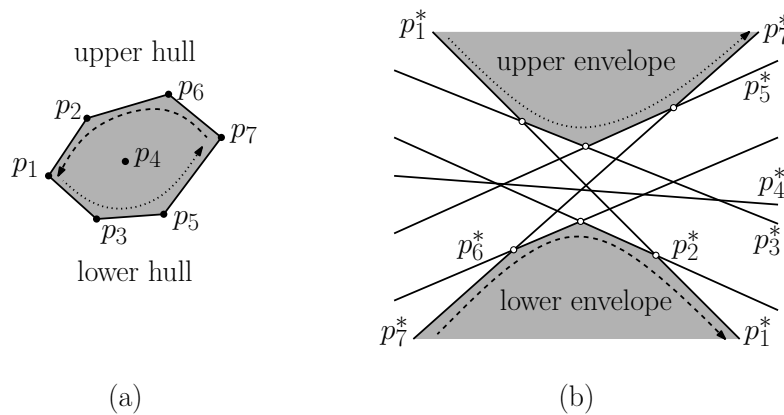 upper hull
p₆
p₂
p₇
p₄
p₁
p₃
p₅
lower hull
(a)
p₁*
p₇*
upper envelope
p₅*
p₄*
p₃*
p₆*
p₂*
lower envelope
p₇*
p₁*
(b)